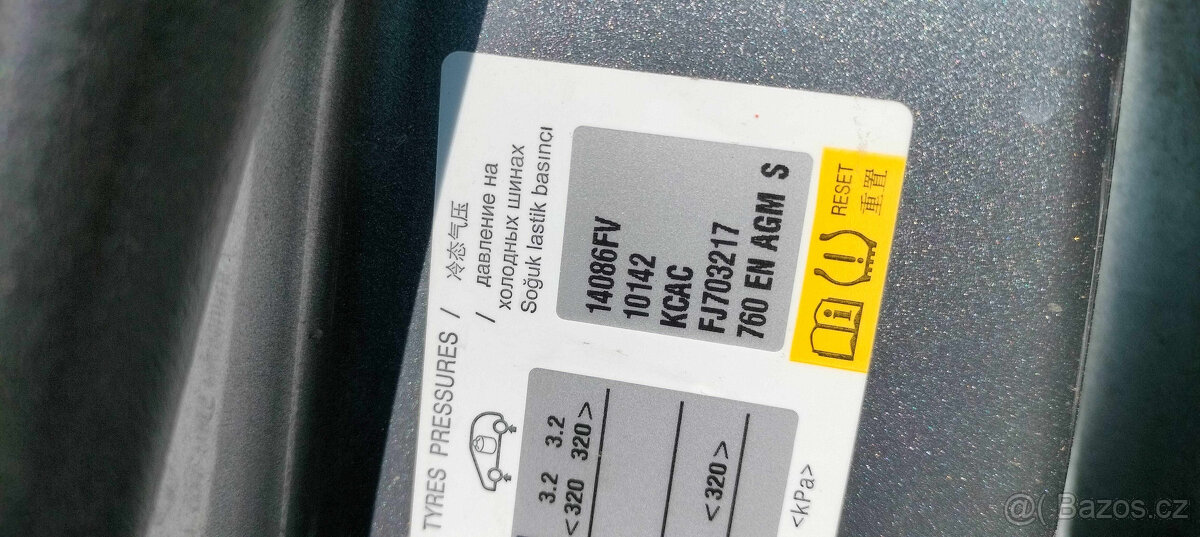 TYRES PRESSURES / 冷态气压
/ давление на
холодных шинах
Soğuk lastik basıncı
14086FV
10142
KCAC
FJ703217
760 EN AGM S
RESET
重置
3.2 3.2
<320 320>
<320>
<kPa>
@( Bazos.cz